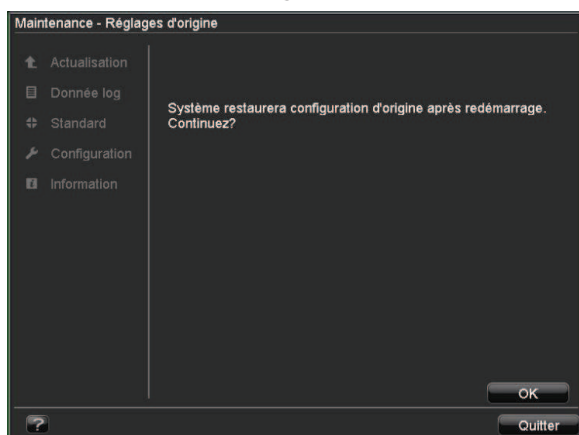 Maintenance - Réglages d'origine
Actualisation
Donnée log
Standard
Configuration
Information
Système restaurera configuration d'origine après redémarrage.
Continuez?
OK
?
Quitter